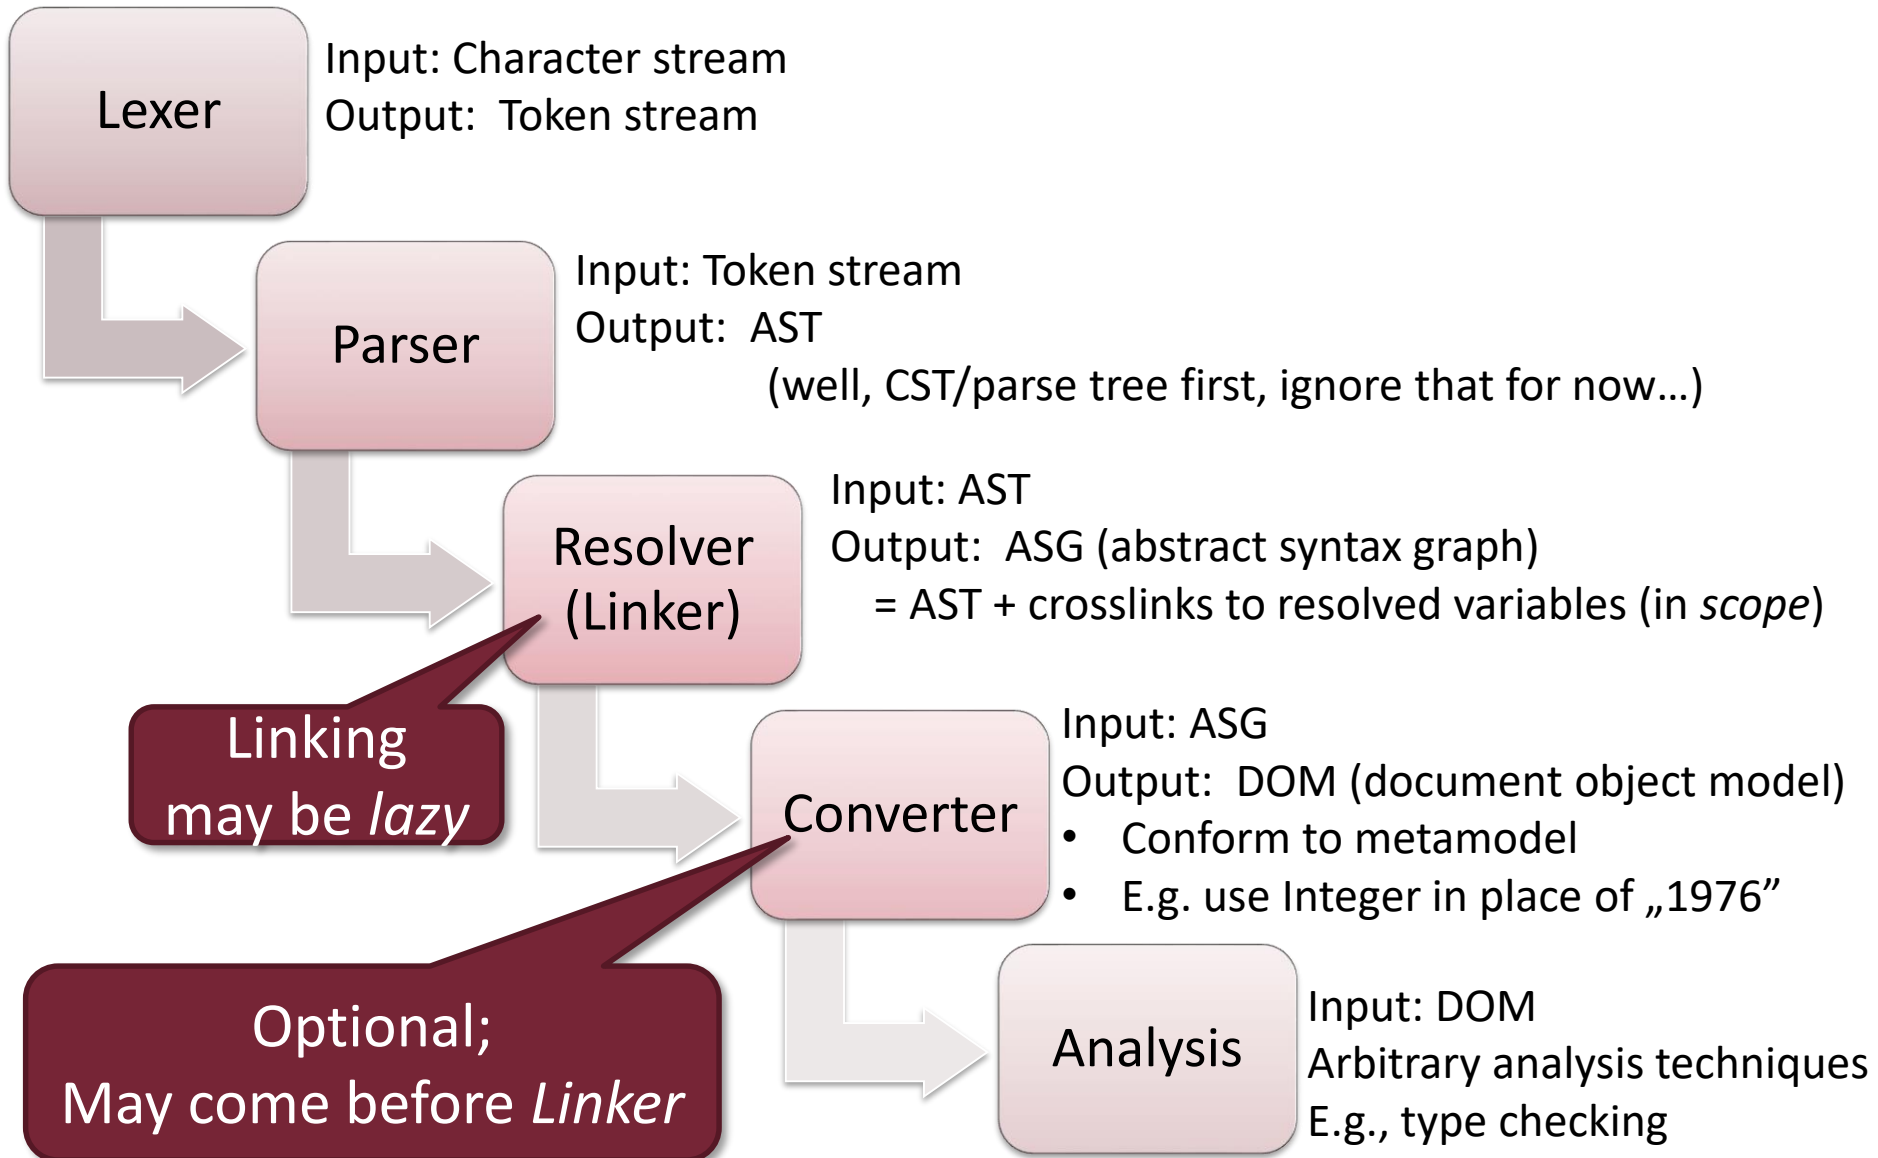 Lexer
Input: Character stream
Output: Token stream
Parser
Input: Token stream
Output: AST
(well, CST/parse tree first, ignore that for now…)
Resolver
(Linker)
Input: AST
Output: ASG (abstract syntax graph)
= AST + crosslinks to resolved variables (in scope)
Linking
may be lazy
Converter
Input: ASG
Output: DOM (document object model)
• Conform to metamodel
• E.g. use Integer in place of „1976”
Optional;
May come before Linker
Analysis
Input: DOM
Arbitrary analysis techniques
E.g., type checking